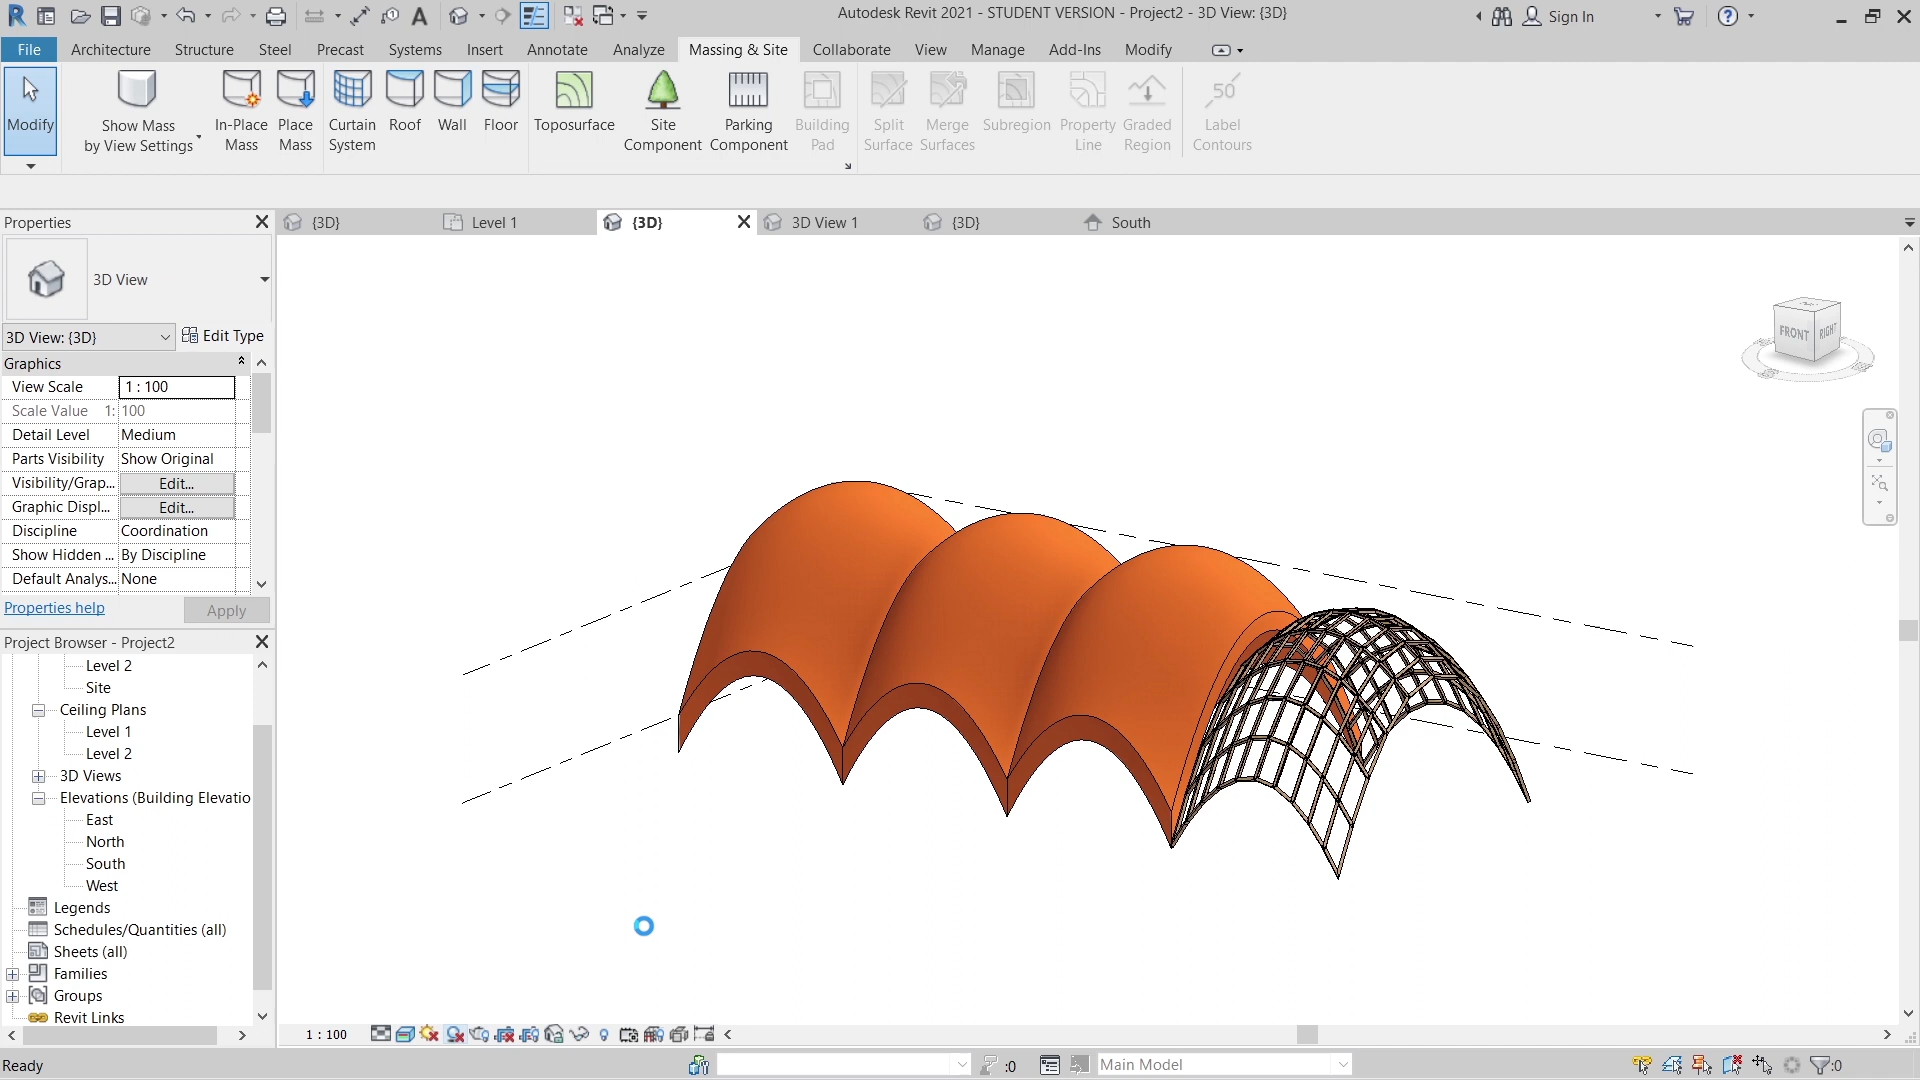 Autodesk Revit 2021 - STUDENT VERSION - Project2 - 3D View: {3D}
Sign In
File Architecture Structure Steel Precast Systems Insert Annotate Analyze Massing & Site Collaborate View Manage Add-Ins Modify
Modify
Show Mass
by View Settings
In-Place
Mass
Place
Mass
Curtain
System
Roof
Wall
Floor
Toposurface
Site
Component
Parking
Component
Building
Pad
Split
Surface
Merge
Surfaces
Subregion
Property
Line
Graded
Region
50
Label
Contours
Properties
{3D}
Level 1
{3D}
3D View 1
{3D}
South
3D View
3D View: {3D}
Edit Type
Graphics
View Scale 1 : 100
Scale Value 1: 100
Detail Level Medium
Parts Visibility Show Original
Visibility/Grap... Edit...
Graphic Displ... Edit...
Discipline Coordination
Show Hidden ... By Discipline
Default Analys... None
Properties help
Apply
FRONT
RIGHT
Project Browser - Project2
Level 2
Site
Ceiling Plans
Level 1
Level 2
3D Views
Elevations (Building Elevatio
East
North
South
West
Legends
Schedules/Quantities (all)
Sheets (all)
Families
Groups
Revit Links
1 : 100
Ready
:0
Main Model
:0